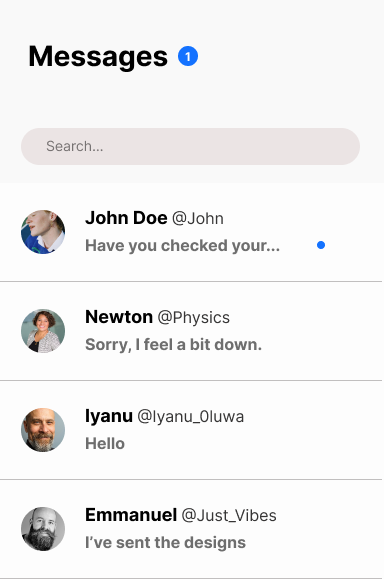 Messages 1
Search...
John Doe @John
Have you checked your...
Newton @Physics
Sorry, I feel a bit down.
Iyanu @Iyanu_0luwa
Hello
Emmanuel @Just_Vibes
I’ve sent the designs